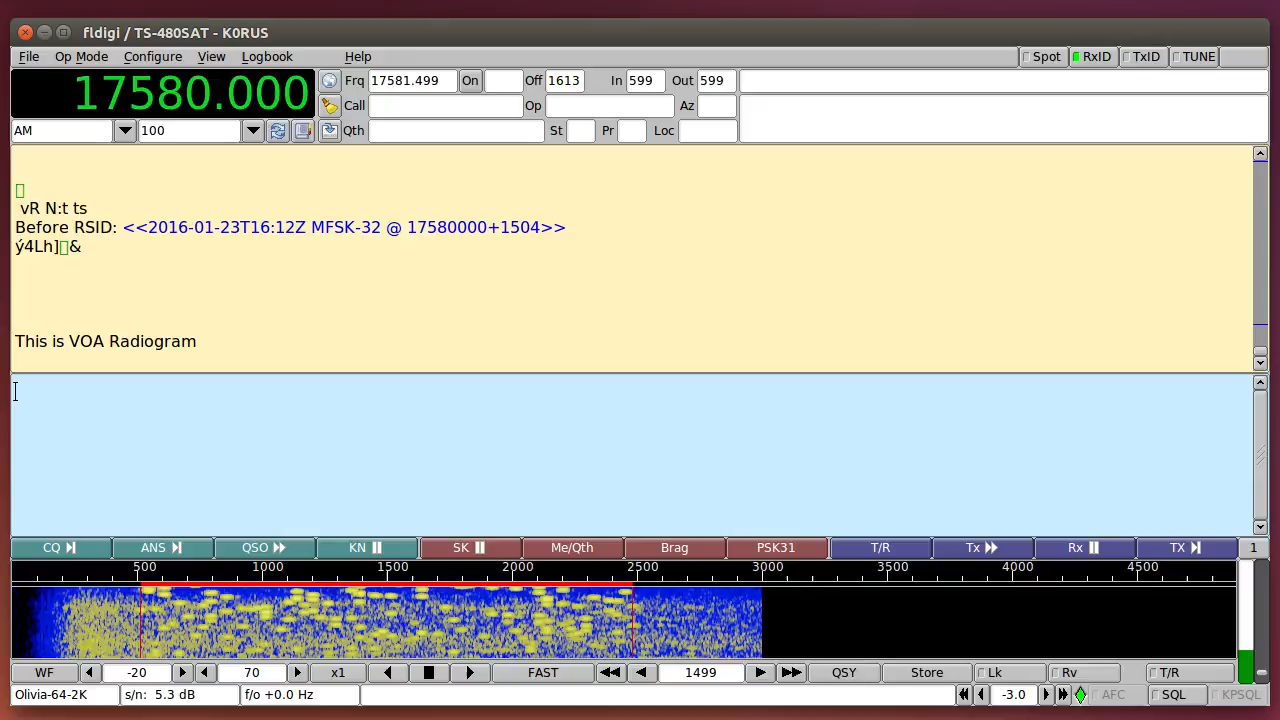 fldigi / TS-480SAT - K0RUS
File Op Mode Configure View Logbook Help Spot RxID TxID TUNE
17580.000 Frq 17581.499 On Off 1613 In 599 Out 599
Call Op Az
AM 100 Qth St Pr Loc
vR N:t ts
Before RSID: <<2016-01-23T16:12Z MFSK-32 @ 17580000+1504>>
ý4Lh]▯&
This is VOA Radiogram
CQ ANS QSO KN SK Me/Qth Brag PSK31 T/R Tx Rx TX 1
500 1000 1500 2000 2500 3000 3500 4000 4500
WF -20 70 x1 FAST 1499 QSY Store Lk Rv T/R
Olivia-64-2K s/n: 5.3 dB f/o +0.0 Hz -3.0 AFC SQL KPSQL